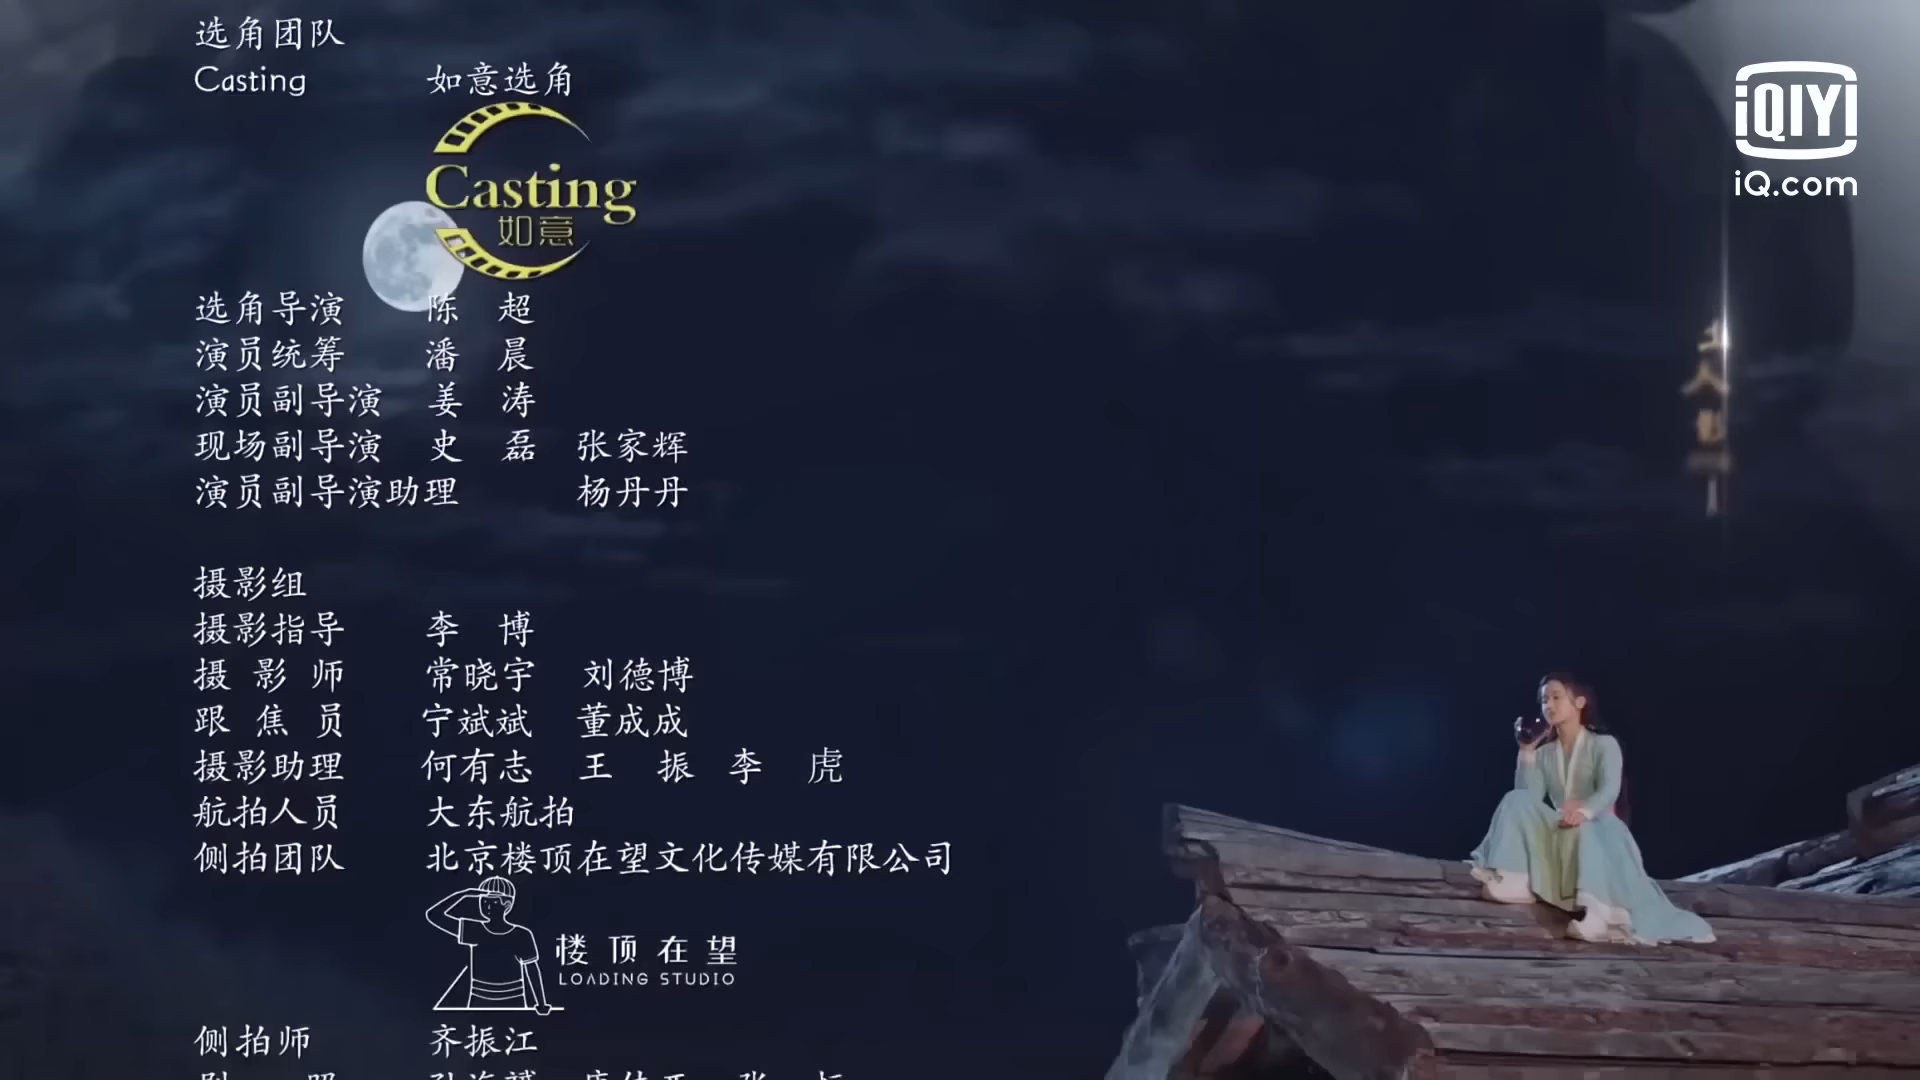 选角团队
Casting 如意选角
Casting
如意
选角导演 陈 超
演员统筹 潘 晨
演员副导演 姜 涛
现场副导演 史 磊 张家辉
演员副导演助理 杨丹丹
摄影组
摄影指导 李 博
摄 影 师 常晓宇 刘德博
跟 焦 员 宁斌斌 董成成
摄影助理 何有志 王 振 李 虎
航拍人员 大东航拍
侧拍团队 北京楼顶在望文化传媒有限公司
楼顶在望
LOADING STUDIO
侧拍师 齐振江
iQIYI
iQ.com